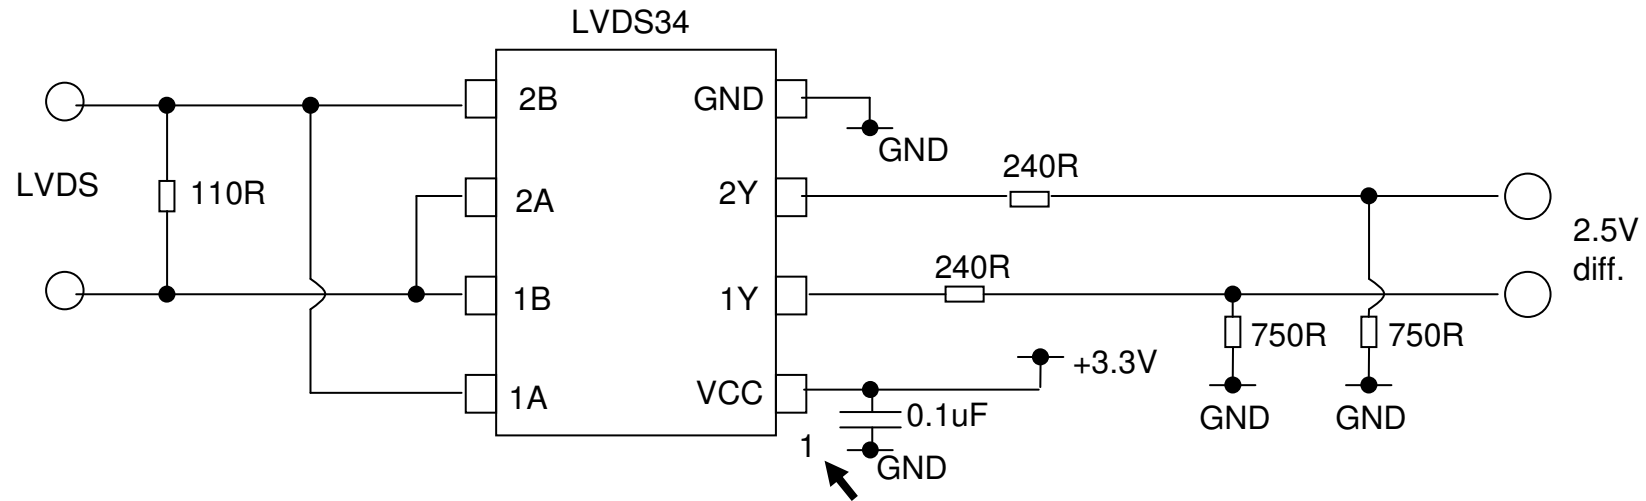 LVDS34
2B
GND
GND
LVDS
110R
2A
2Y
240R
2.5V
diff.
1B
1Y
240R
750R
750R
1A
VCC
+3.3V
0.1uF
GND
GND
1
GND